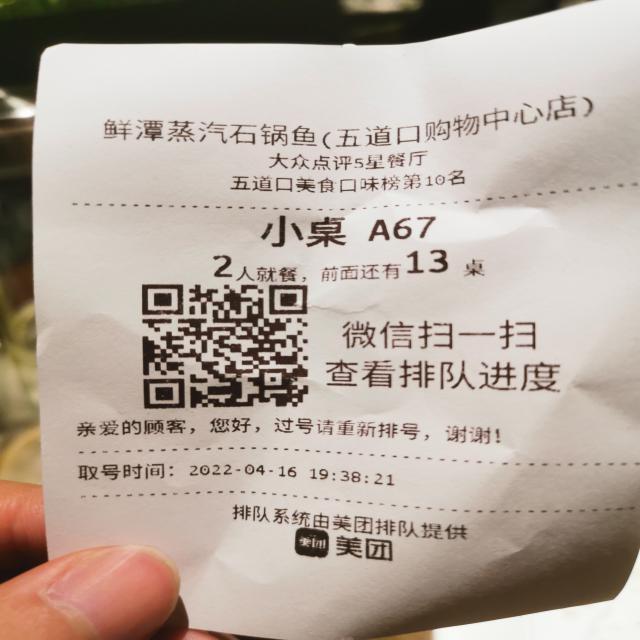 鲜潭蒸汽石锅鱼(五道口购物中心店)
大众点评5星餐厅
五道口美食口味榜第10名
小桌 A67
2人就餐，前面还有13 桌
微信扫一扫
查看排队进度
亲爱的顾客，您好，过号请重新排号，谢谢!
取号时间：2022-04-16 19:38:21
排队系统由美团排队提供
美团 美团